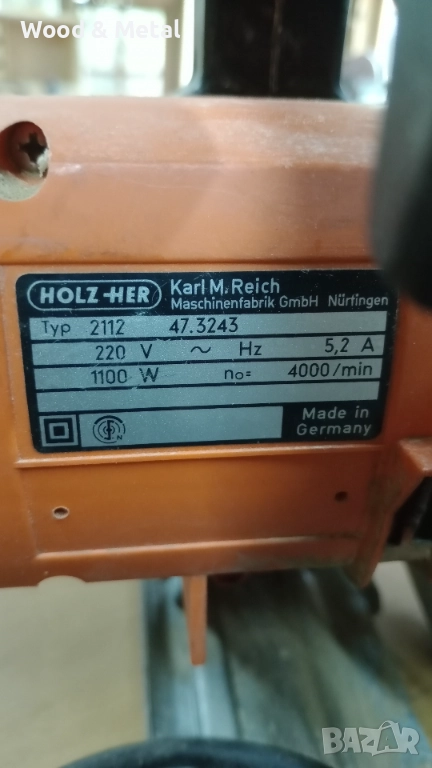 Wood & Metal
HOLZ-HER Karl M. Reich
Maschinenfabrik GmbH Nürtingen
Typ 2112 47.3243
220 V ~ Hz 5,2 A
1100 W no= 4000/min
Made in
Germany
BAZAR